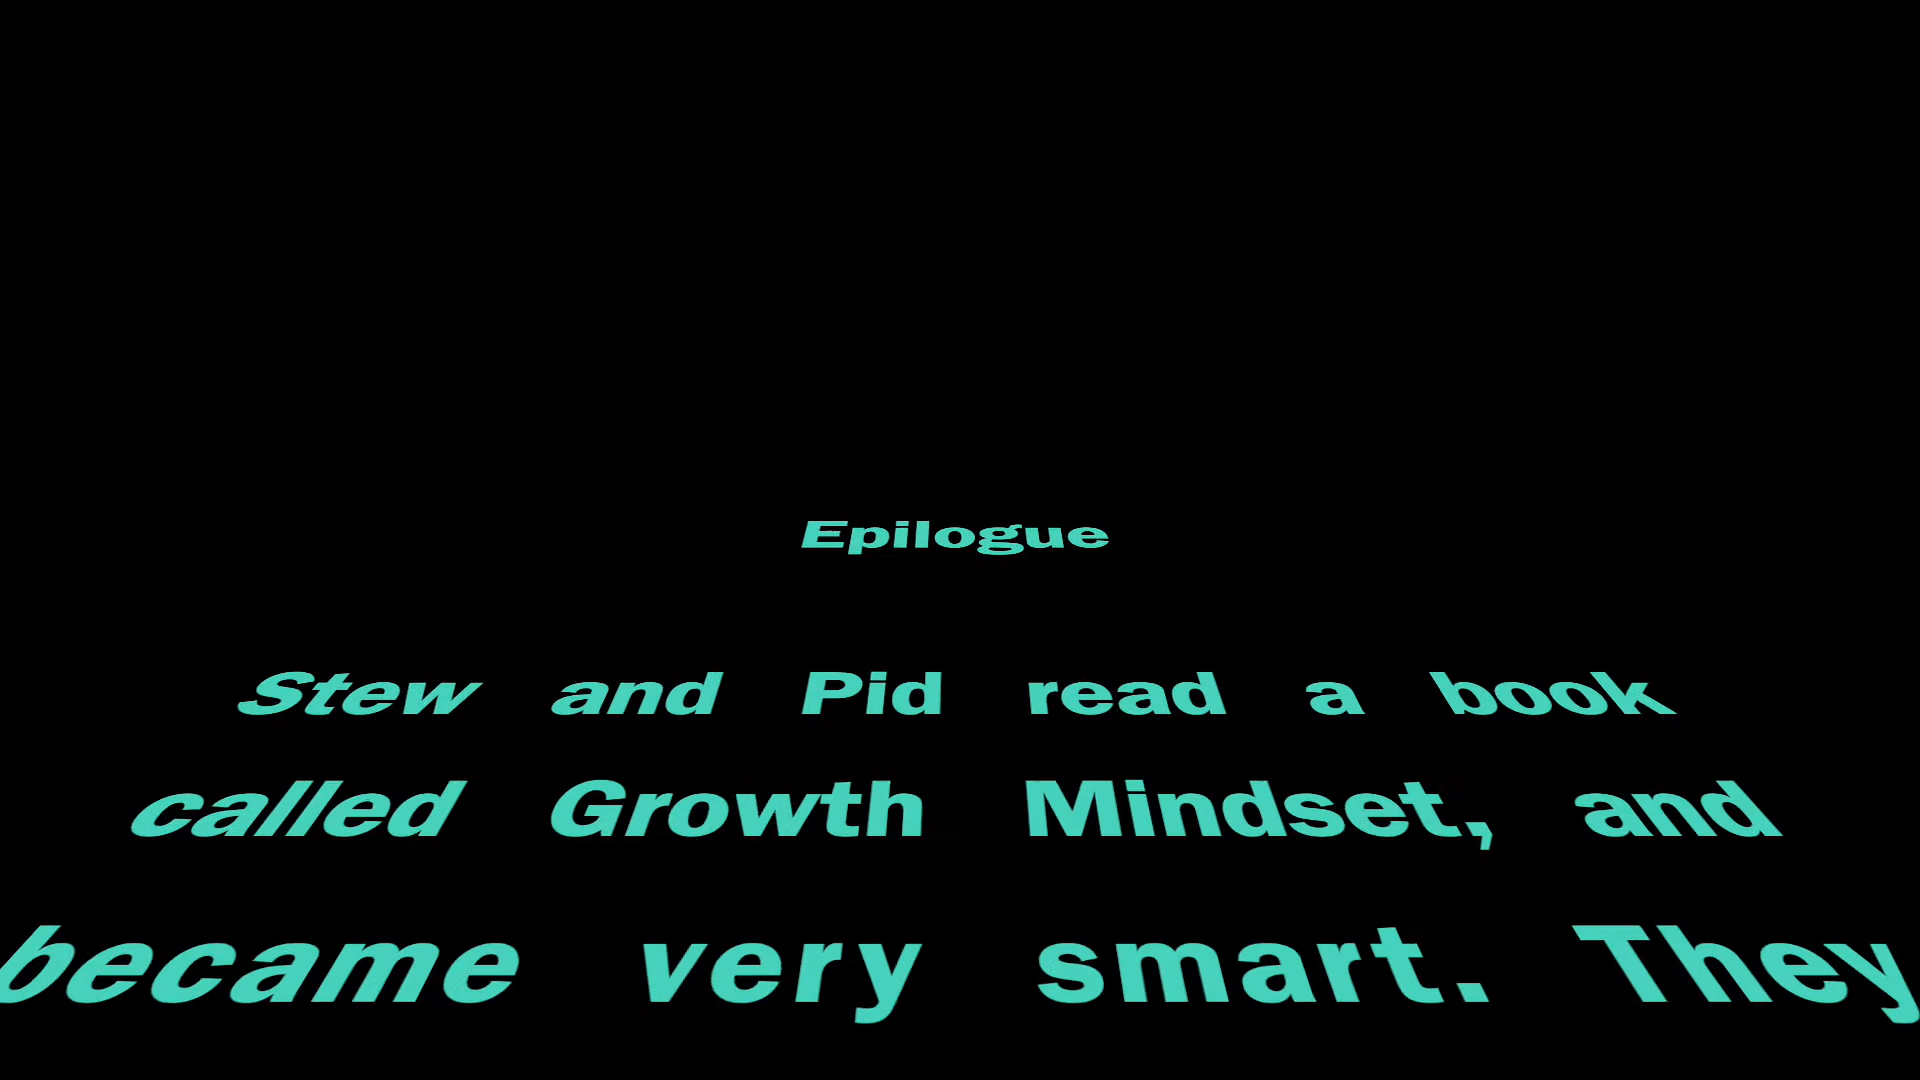 Epilogue
Stew and Pid read a book
called Growth Mindset, and
became very smart. They